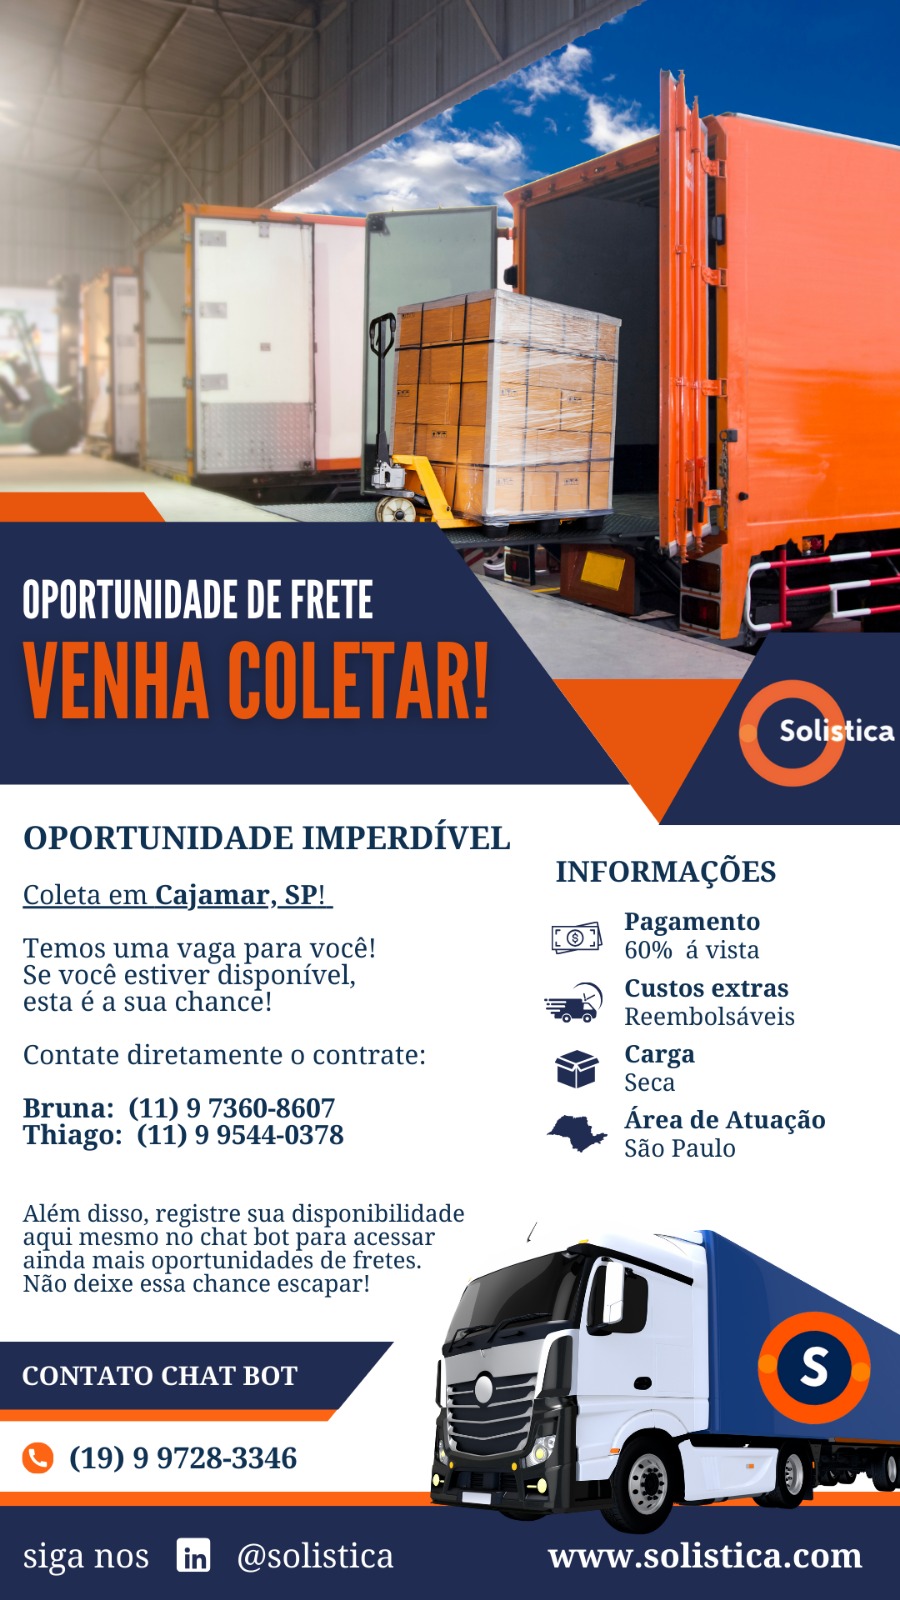 OPORTUNIDADE DE FRETE
VENHA COLETAR!
Solistica
OPORTUNIDADE IMPERDÍVEL
Coleta em Cajamar, SP!
Temos uma vaga para você!
Se você estiver disponível,
esta é a sua chance!
Contate diretamente o contrate:
Bruna: (11) 9 7360-8607
Thiago: (11) 9 9544-0378
Além disso, registre sua disponibilidade
aqui mesmo no chat bot para acessar
ainda mais oportunidades de fretes.
Não deixe essa chance escapar!
INFORMAÇÕES
Pagamento
60% á vista
Custos extras
Reembolsáveis
Carga
Seca
Área de Atuação
São Paulo
CONTATO CHAT BOT
(19) 9 9728-3346
S
siga nos in @solistica
www.solistica.com